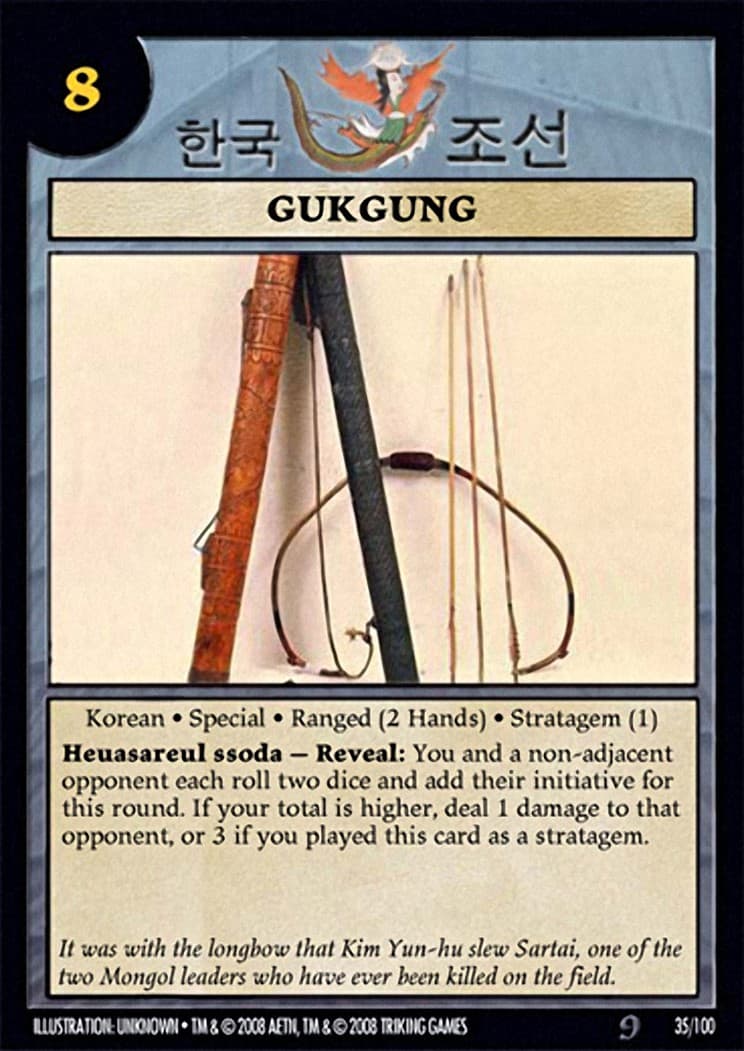 8
한국 조선
GUKGUNG
Korean • Special • Ranged (2 Hands) • Stratagem (1)
Heuasareul ssoda – Reveal: You and a non-adjacent
opponent each roll two dice and add their initiative for
this round. If your total is higher, deal 1 damage to that
opponent, or 3 if you played this card as a stratagem.
It was with the longbow that Kim Yun-hu slew Sartai, one of the
two Mongol leaders who have ever been killed on the field.
ILLUSTRATION: UNKNOWN • TM & © 2008 AETN, TM & © 2008 TRIKING GAMES 9 35/100